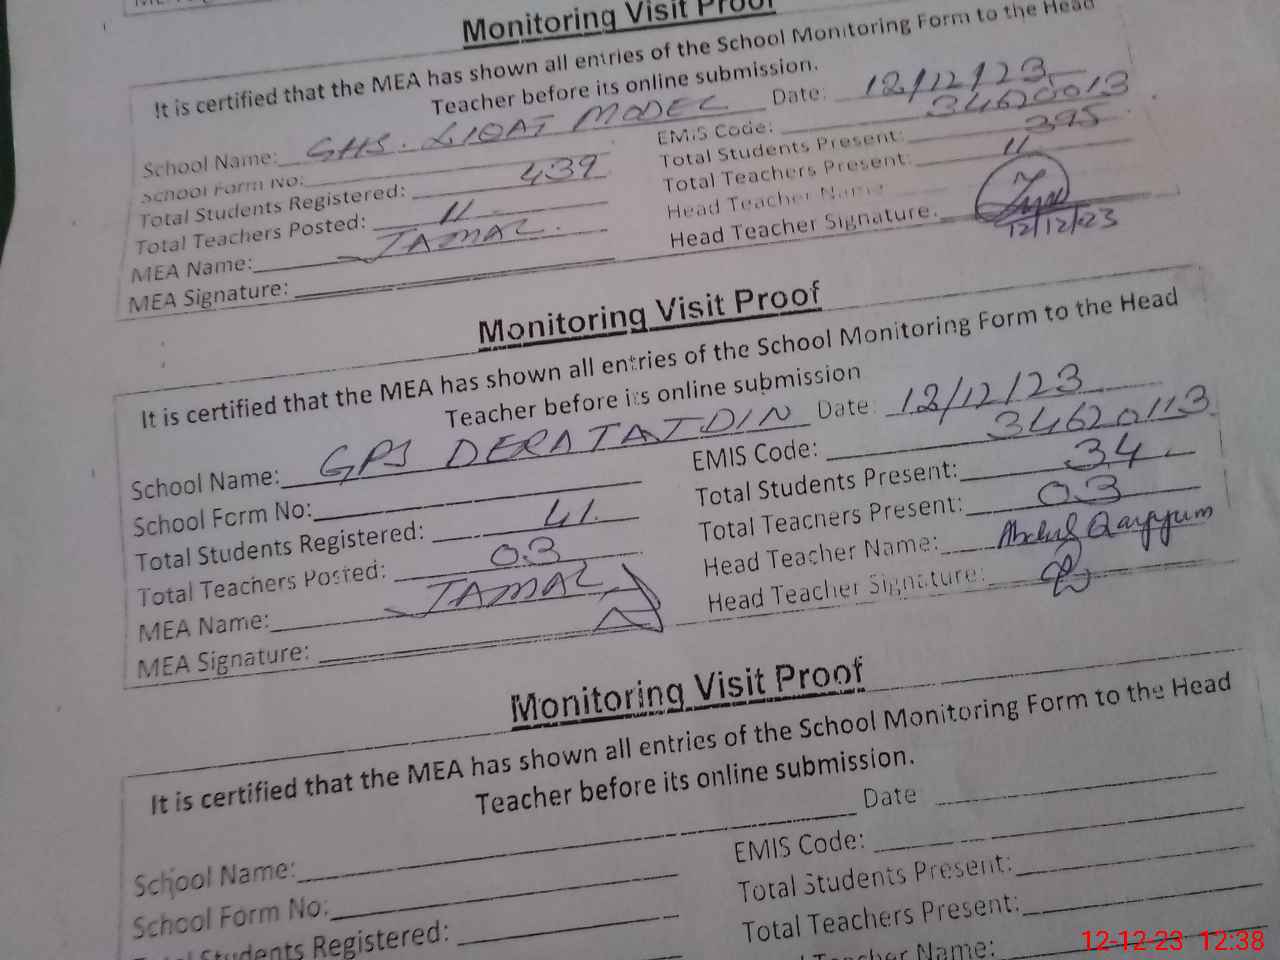 Monitoring Visit Proof
It is certified that the MEA has shown all entries of the School Monitoring Form to the Head
Teacher before its online submission.
School Name: GHS. LIQAT MODEL Date: 12/12/23
School Form No: EMIS Code: 34620013
Total Students Registered: 439 Total Students Present: 395
Total Teachers Posted: 11 Total Teachers Present: 11
MEA Name: JAMAL Head Teacher Name
MEA Signature: Head Teacher Signature.
12/12/23
Monitoring Visit Proof
It is certified that the MEA has shown all entries of the School Monitoring Form to the Head
Teacher before its online submission
School Name: GPS DERA TAJDIN Date: 12/12/23
School Form No: EMIS Code: 34620113
Total Students Registered: 41 Total Students Present: 34
Total Teachers Posted: 03 Total Teachers Present: 03
MEA Name: JAMAL Head Teacher Name: Abdul Qayyum
MEA Signature: Head Teacher Signature:
Monitoring Visit Proof
It is certified that the MEA has shown all entries of the School Monitoring Form to the Head
Teacher before its online submission.
School Name: Date
School Form No: EMIS Code:
Students Registered: Total Students Present:
Total Teachers Present:
Teacher Name:
12-12-23 12:38